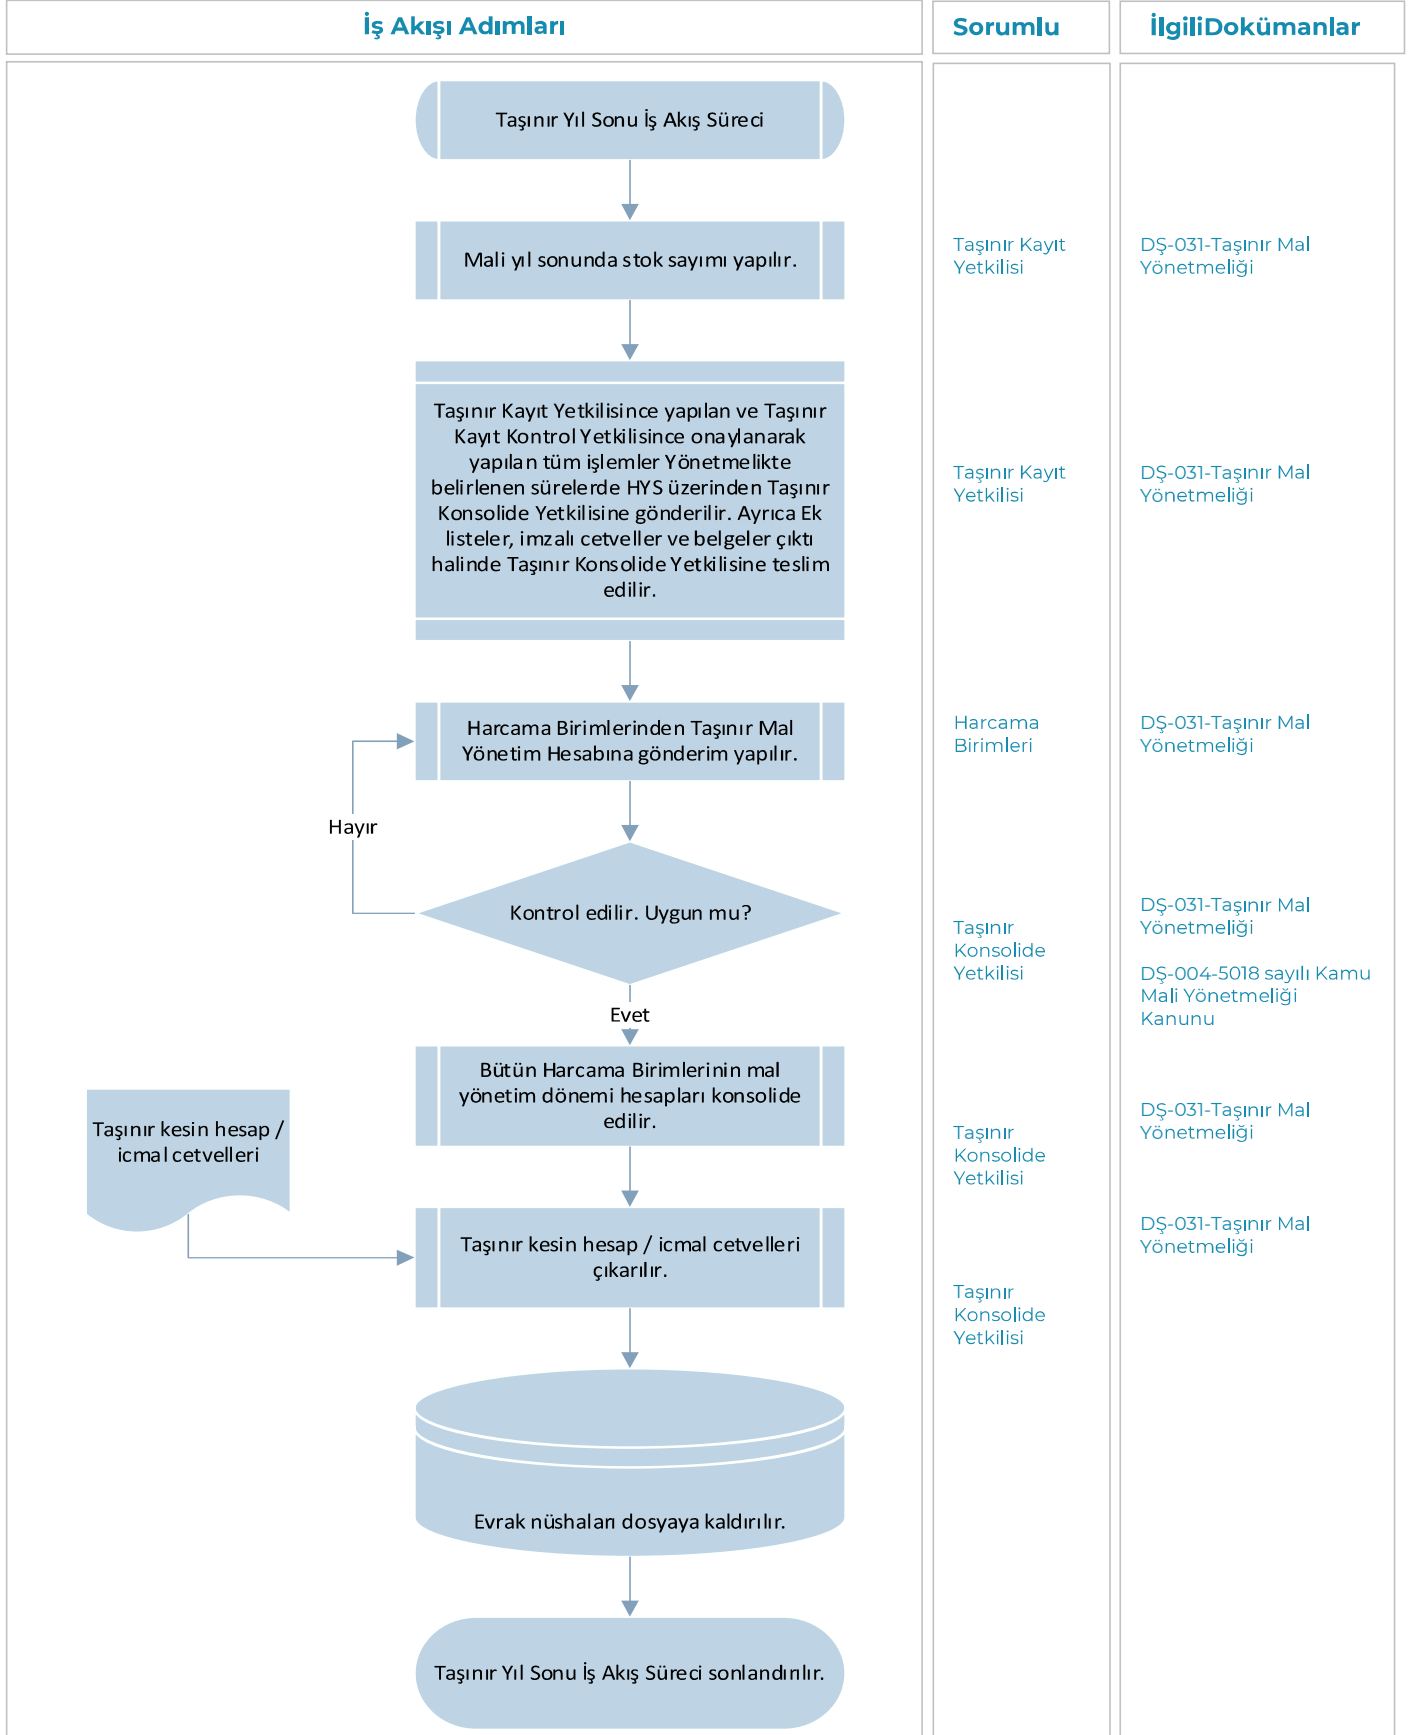 İş Akışı Adımları
Sorumlu
İlgiliDokümanlar
Taşınır Yıl Sonu İş Akış Süreci
Mali yıl sonunda stok sayımı yapılır.
Taşınır Kayıt
Yetkilisi
DŞ-031-Taşınır Mal
Yönetmeliği
Taşınır Kayıt Yetkilisince yapılan ve Taşınır
Kayıt Kontrol Yetkilisince onaylanarak
yapılan tüm işlemler Yönetmelikte
belirlenen sürelerde HYS üzerinden Taşınır
Konsolide Yetkilisine gönderilir. Ayrıca Ek
listeler, imzalı cetveller ve belgeler çıktı
halinde Taşınır Konsolide Yetkilisine teslim
edilir.
Taşınır Kayıt
Yetkilisi
DŞ-031-Taşınır Mal
Yönetmeliği
Harcama Birimlerinden Taşınır Mal
Yönetim Hesabına gönderim yapılır.
Harcama
Birimleri
DŞ-031-Taşınır Mal
Yönetmeliği
Hayır
Kontrol edilir. Uygun mu?
Taşınır
Konsolide
Yetkilisi
DŞ-031-Taşınır Mal
Yönetmeliği
DŞ-004-5018 sayılı Kamu
Mali Yönetmeliği
Kanunu
Evet
Bütün Harcama Birimlerinin mal
yönetim dönemi hesapları konsolide
edilir.
Taşınır
Konsolide
Yetkilisi
DŞ-031-Taşınır Mal
Yönetmeliği
Taşınır kesin hesap /
icmal cetvelleri
Taşınır kesin hesap / icmal cetvelleri
çıkarılır.
Taşınır
Konsolide
Yetkilisi
DŞ-031-Taşınır Mal
Yönetmeliği
Evrak nüshaları dosyaya kaldırılır.
Taşınır Yıl Sonu İş Akış Süreci sonlandırılır.